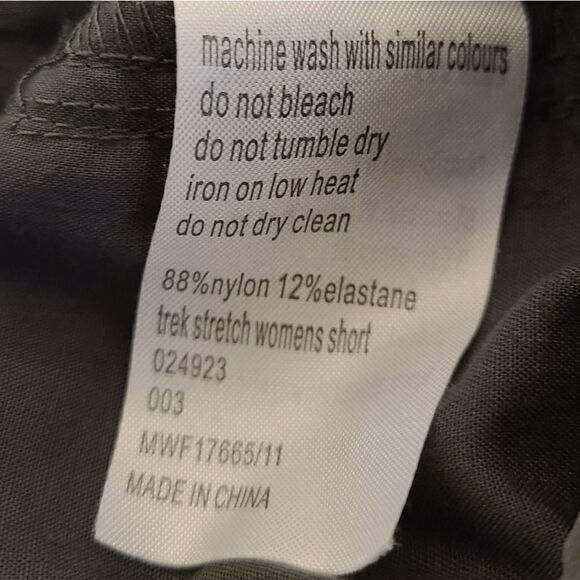 machine wash with similar colours
do not bleach
do not tumble dry
iron on low heat
do not dry clean
88%nylon 12%elastane
trek stretch womens short
024923
003
MWF17665/11
MADE IN CHINA